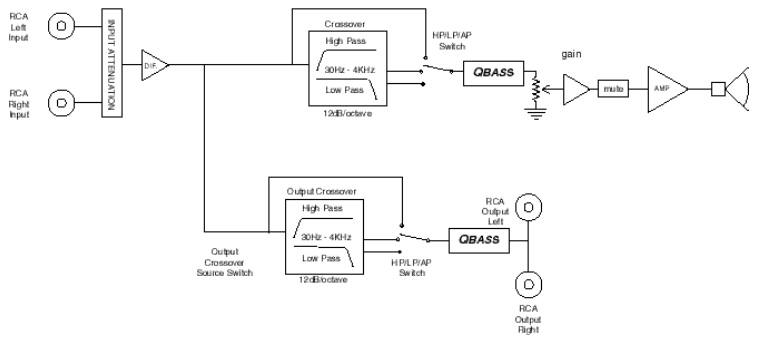 RCA
Left
Input
RCA
Right
Input
INPUT ATTENUATION
DIF.
Crossover
High Pass
30Hz - 4KHz
Low Pass
12dB/octave
HP/LP/AP
Switch
QBASS
gain
mute
AMP
Output
Crossover
Source Switch
Output Crossover
High Pass
30Hz - 4KHz
Low Pass
12dB/octave
HP/LP/AP
Switch
QBASS
RCA
Output
Left
RCA
Output
Right